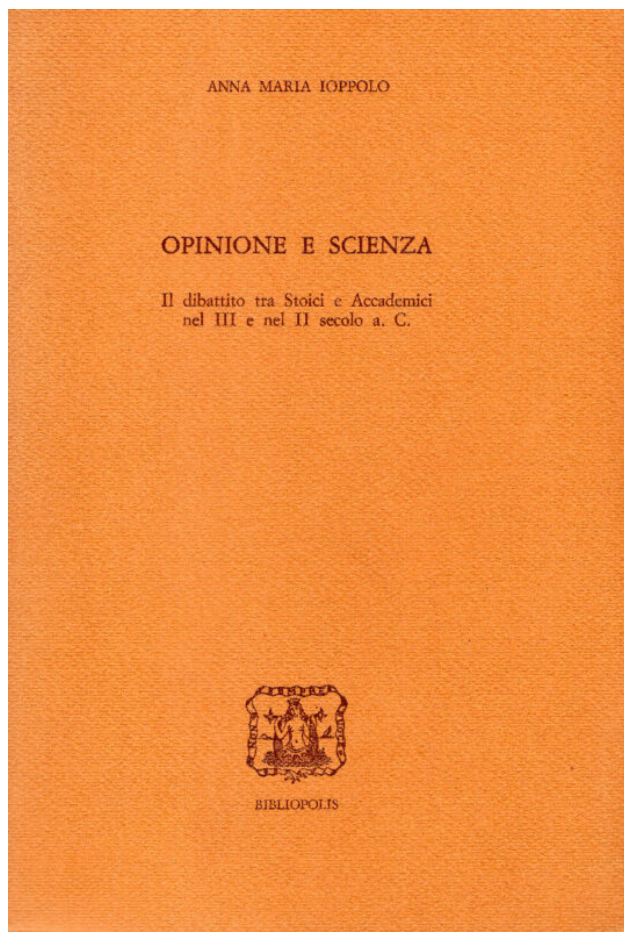 ANNA MARIA IOPPOLO
OPINIONE E SCIENZA
Il dibattito tra Stoici e Accademici
nel III e nel II secolo a. C.
BIBLIOPOLIS